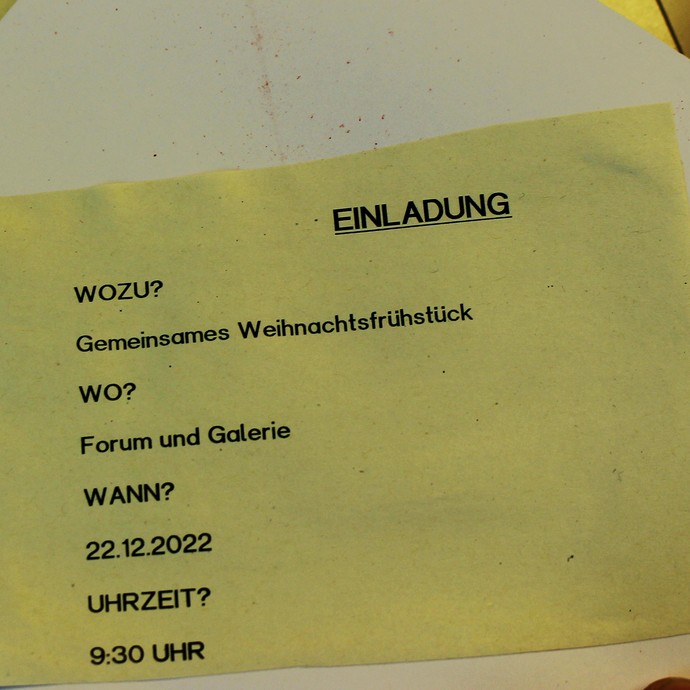 EINLADUNG
WOZU?
Gemeinsames Weihnachtsfrühstück
WO?
Forum und Galerie
WANN?
22.12.2022
UHRZEIT?
9:30 UHR